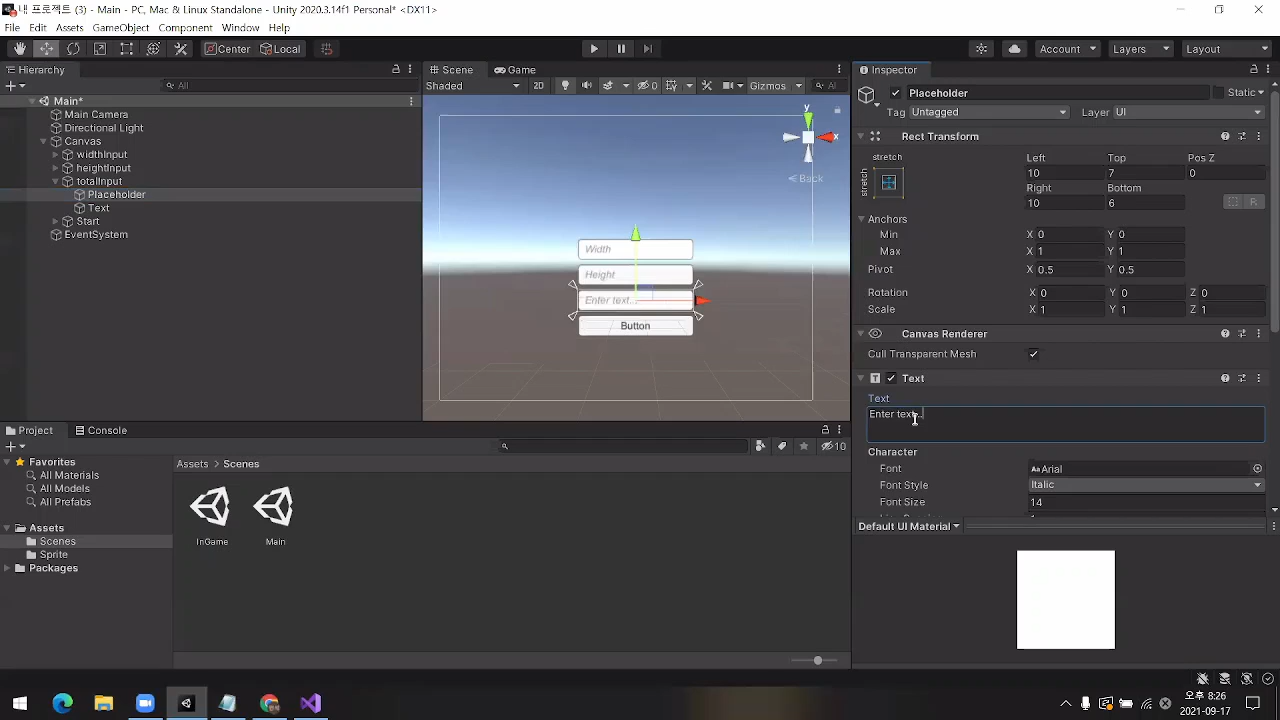 내 프로젝트 (3) - Main - PC, Mac & Linux Standalone - Unity 2020.3.14f1 Personal* <DX11>
File Edit Assets GameObject Component Window Help
Center Local Account Layers Layout
Hierarchy
All
Main*
Main Camera
Directional Light
Canvas
widthInput
heightInput
totalInput
Placeholder
Text
Start
EventSystem
Scene Game
Shaded 2D 0 Gizmos All
y
x
Back
Width
Height
Enter text...
Button
Inspector
Placeholder Static
Tag Untagged Layer UI
Rect Transform
stretch Left Top Pos Z
stretch 10 7 0
Right Bottom
10 6 R
Anchors
Min X 0 Y 0
Max X 1 Y 1
Pivot X 0.5 Y 0.5
Rotation X 0 Y 0 Z 0
Scale X 1 Y 1 Z 1
Canvas Renderer
Cull Transparent Mesh
T Text
Text
Enter text..
Character
Font Aa Arial
Font Style Italic
Font Size 14
Default UI Material
Project Console
10
Favorites
All Materials
All Models
All Prefabs
Assets
Scenes
Sprite
Packages
Assets > Scenes
InGame Main
오후 8:26
2021-09-17